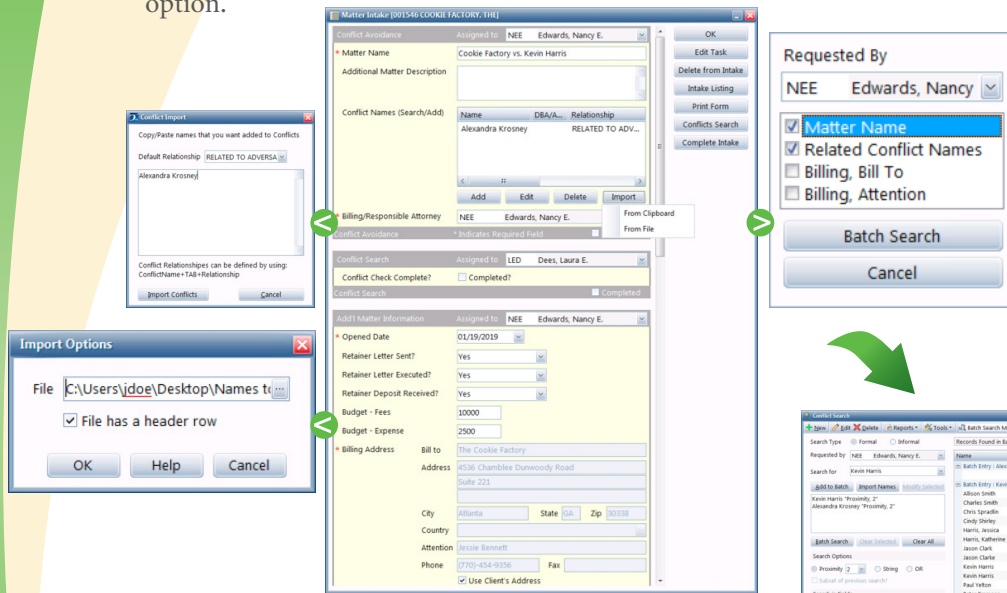 option.
Matter Intake [001546 COOKIE FACTORY, THE]
Conflict Avoidance Assigned to NEE Edwards, Nancy E.
* Matter Name Cookie Factory vs. Kevin Harris
Additional Matter Description
Conflict Names (Search/Add) Name DBA/A... Relationship
Alexandra Krosney RELATED TO ADV...
Add Edit Delete Import
From Clipboard
From File
* Billing/Responsible Attorney NEE Edwards, Nancy E.
Conflict Avoidance * Indicates Required Field
Conflict Search Assigned to LED Dees, Laura E.
Conflict Check Complete? Completed?
Conflict Search Completed
Add'l Matter Information Assigned to NEE Edwards, Nancy E.
* Opened Date 01/19/2019
Retainer Letter Sent? Yes
Retainer Letter Executed? Yes
Retainer Deposit Received? Yes
Budget - Fees 10000
Budget - Expense 2500
* Billing Address Bill to The Cookie Factory
Address 4536 Chamblee Dunwoody Road
Suite 221
City Atlanta State GA Zip 30338
Country
Attention Jessie Bennett
Phone (770)-454-9356 Fax
Use Client's Address
OK
Edit Task
Delete from Intake
Intake Listing
Print Form
Conflicts Search
Complete Intake
Conflict Import
Copy/Paste names that you want added to Conflicts
Default Relationship RELATED TO ADVERSA
Alexandra Krosney
Conflict Relationships can be defined by using:
ConflictName+TAB+Relationship
Import Conflicts Cancel
<
Import Options
File C:\Users\jdoe\Desktop\Names to ...
File has a header row
OK Help Cancel
<
>
Requested By
NEE Edwards, Nancy
Matter Name
Related Conflict Names
Billing, Bill To
Billing, Attention
Batch Search
Cancel
Conflict Search
New Edit Delete Reports Tools Batch Search M
Search Type Formal Informal
Requested by NEE Edwards, Nancy E.
Search for Kevin Harris
Add to Batch Import Names Modify Selected
Kevin Harris "Proximity, 2"
Alexandra Krosney "Proximity, 2"
Batch Search Clear Selected Clear All
Search Options
Proximity 2 String OR
Subset of previous search?
Records Found in Ba
Name
Batch Entry : Alex
Batch Entry : Kevi
Allison Smith
Charles Smith
Chris Spradlin
Cindy Shirley
Harris, Jessica
Harris, Katherine
Jason Clark
Jason Clarke
Kevin Harris
Kevin Harris
Paul Yelton